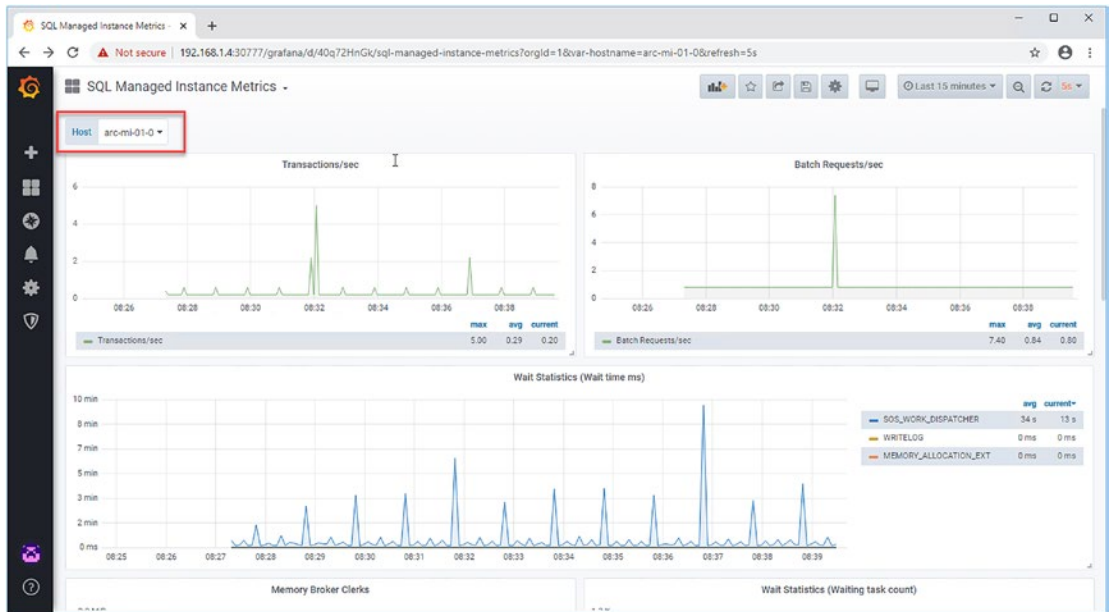 SQL Managed Instance Metrics -
Not secure 192.168.1.4:30777/grafana/d/40q72HnGk/sql-managed-instance-metrics?orgId=1&var-hostname=arc-mi-01-0&refresh=5s
SQL Managed Instance Metrics
Last 15 minutes
5s
Host arc-mi-01-0
Transactions/sec
6
4
2
0
08:26 08:28 08:30 08:32 08:34 08:36 08:38
max avg current
Transactions/sec 5.00 0.29 0.20
Batch Requests/sec
8
6
4
2
0
08:26 08:28 08:30 08:32 08:34 08:36 08:38
max avg current
Batch Requests/sec 7.40 0.84 0.80
Wait Statistics (Wait time ms)
10 min
8 min
7 min
5 min
3 min
2 min
0 ms
08:25 08:26 08:27 08:28 08:29 08:30 08:31 08:32 08:33 08:34 08:35 08:36 08:37 08:38 08:39
avg current
SOS_WORK_DISPATCHER 34 s 13 s
WRITELOG 0 ms 0 ms
MEMORY_ALLOCATION_EXT 0 ms 0 ms
Memory Broker Clerks
Wait Statistics (Waiting task count)